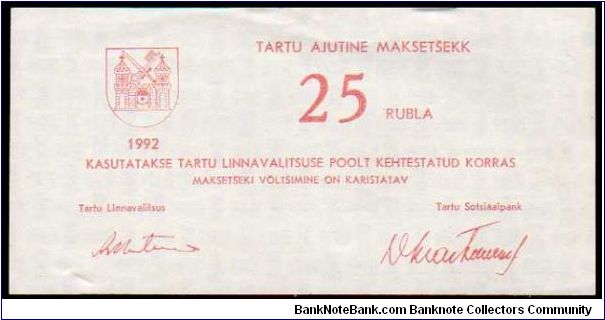 TARTU AJUTINE MAKSETŠEKK
25 RUBLA
1992
KASUTATAKSE TARTU LINNAVALITSUSE POOLT KEHTESTATUD KORRAS
MAKSETŠEKI VÕLTSIMINE ON KARISTATAV
Tartu Linnavalitsus Tartu Sotsiaalpank
BankNoteBank.com Banknote Collectors Community